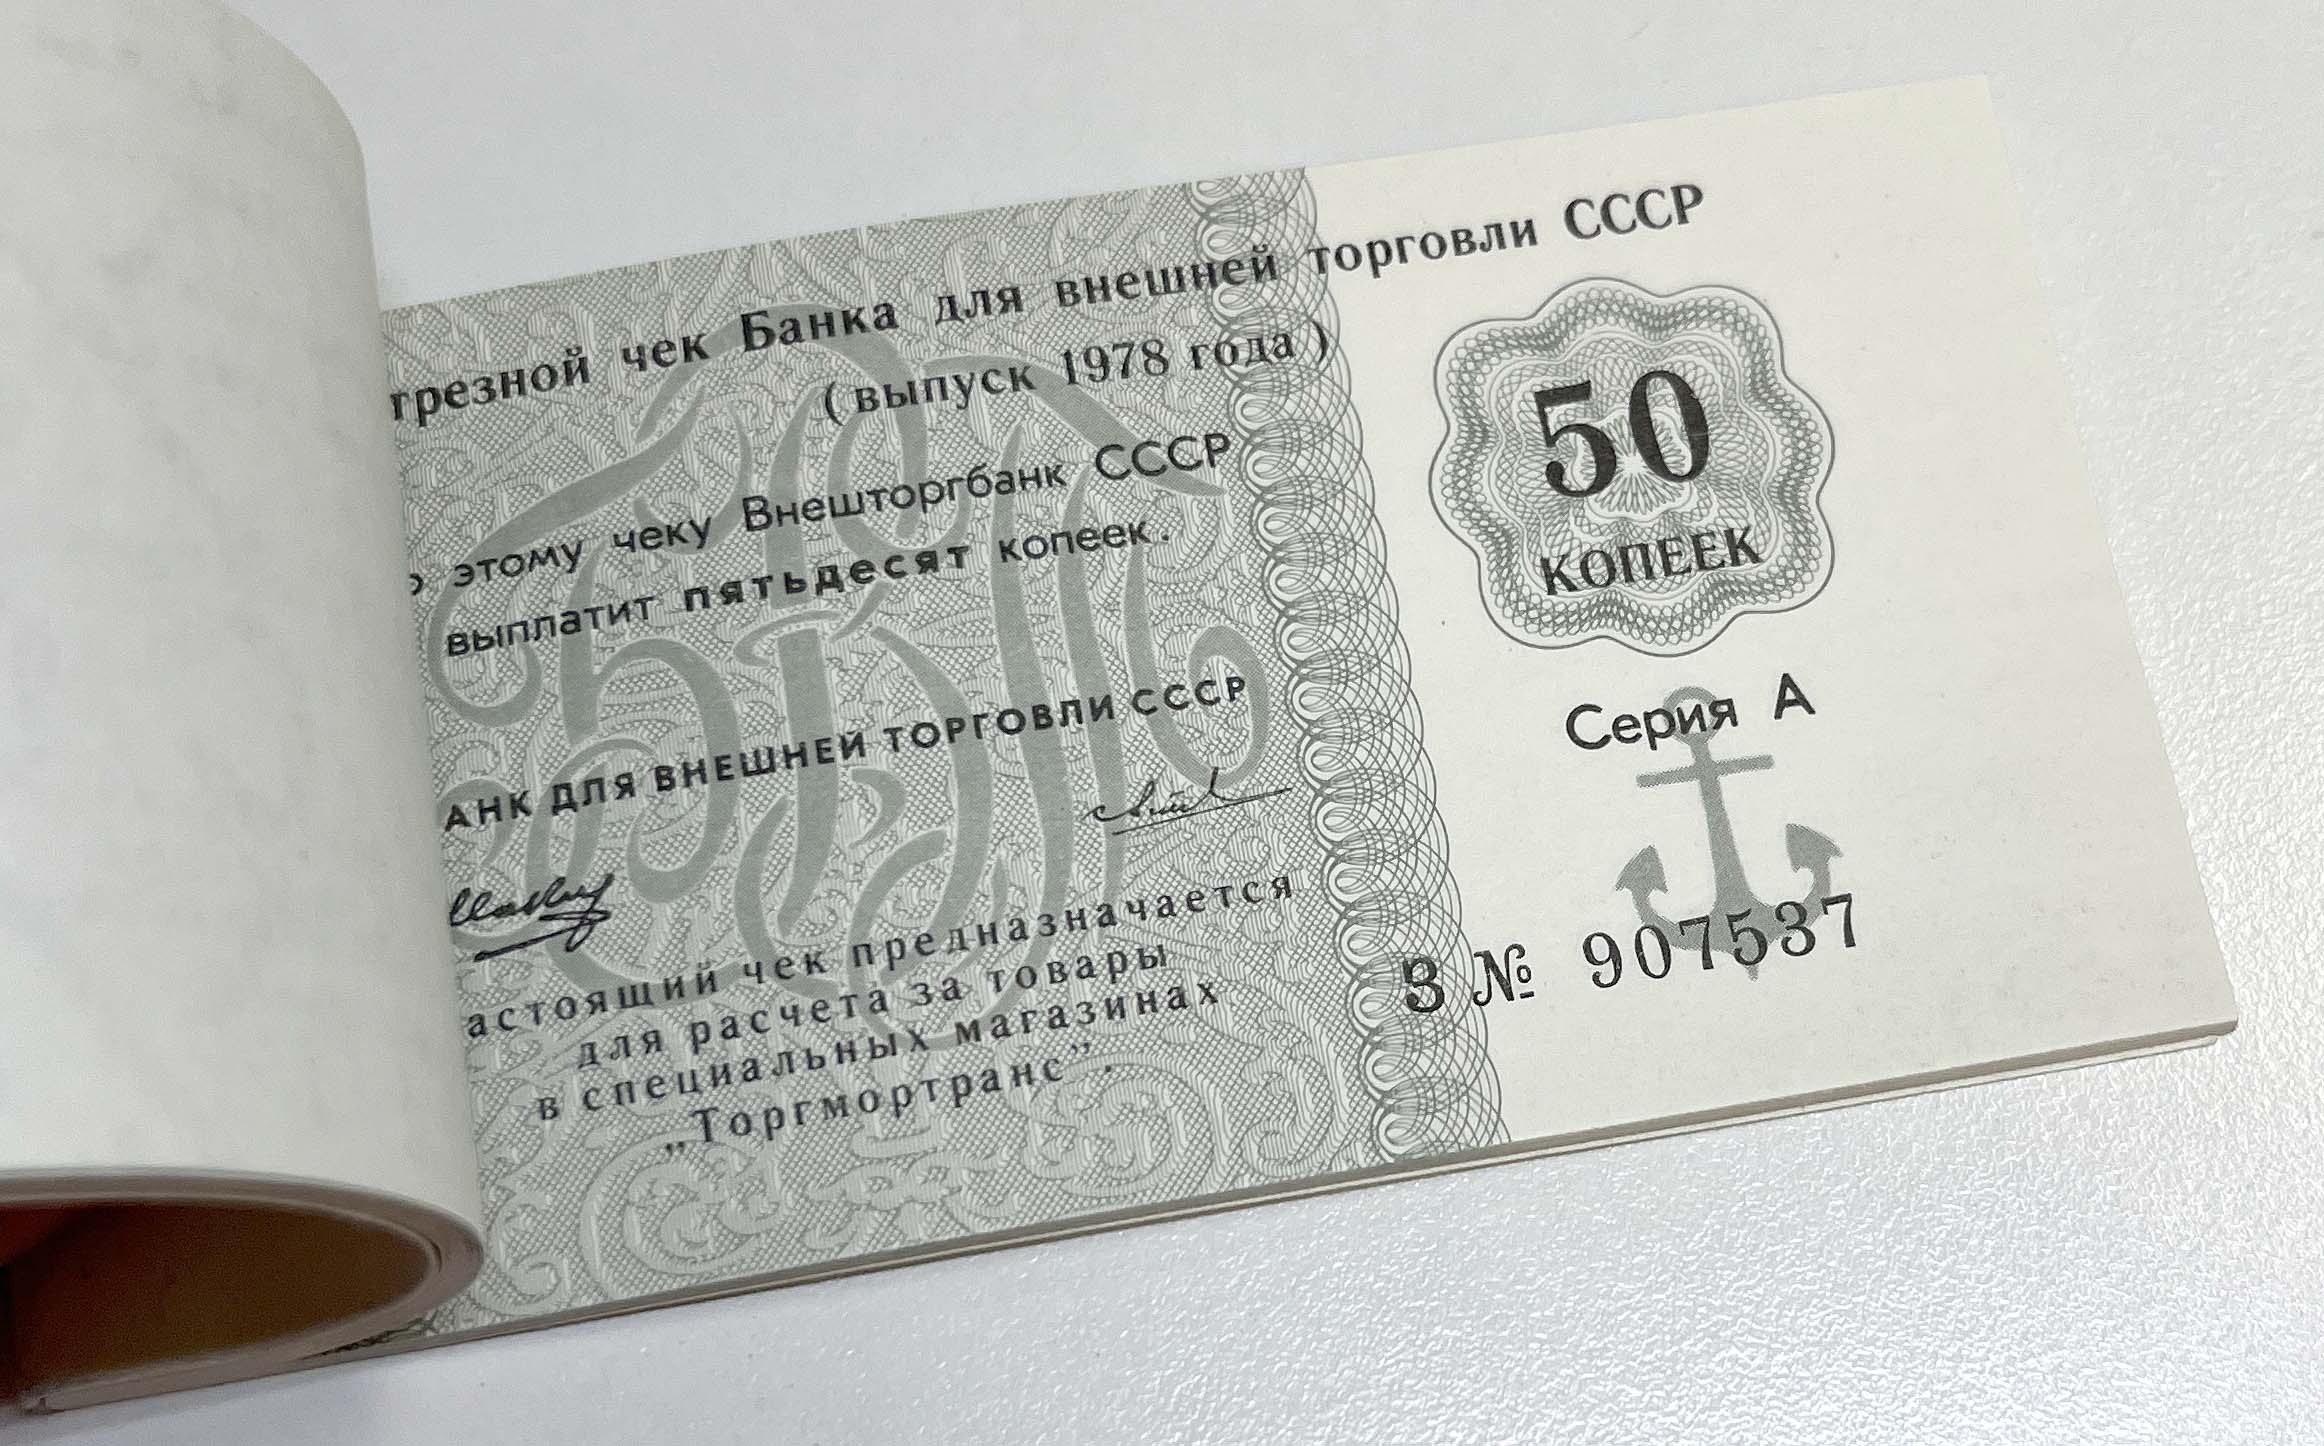 трезной чек Банка для внешней торговли СССР
(выпуск 1978 года)
50
КОПЕЕК
этому чеку Внешторгбанк СССР
выплатит пятьдесят копеек.
АНК ДЛЯ ВНЕШНЕЙ ТОРГОВЛИ СССР
Серия А
З № 907537
астоящий чек предназначается
для расчета за товары
в специальных магазинах
„Торгмортранс”.